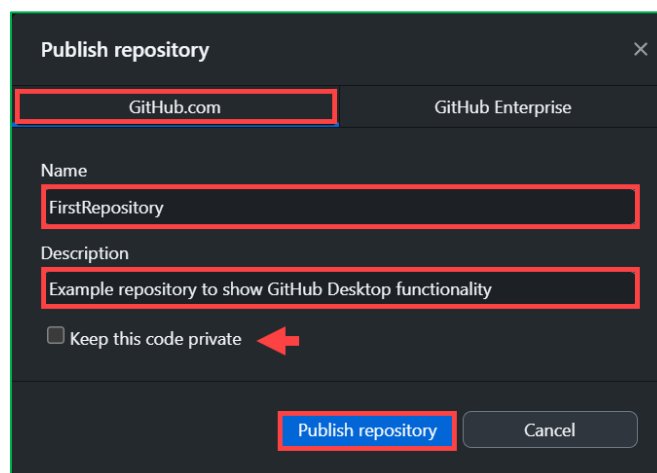 Publish repository
GitHub.com
GitHub Enterprise
Name
FirstRepository
Description
Example repository to show GitHub Desktop functionality
Keep this code private
Publish repository
Cancel